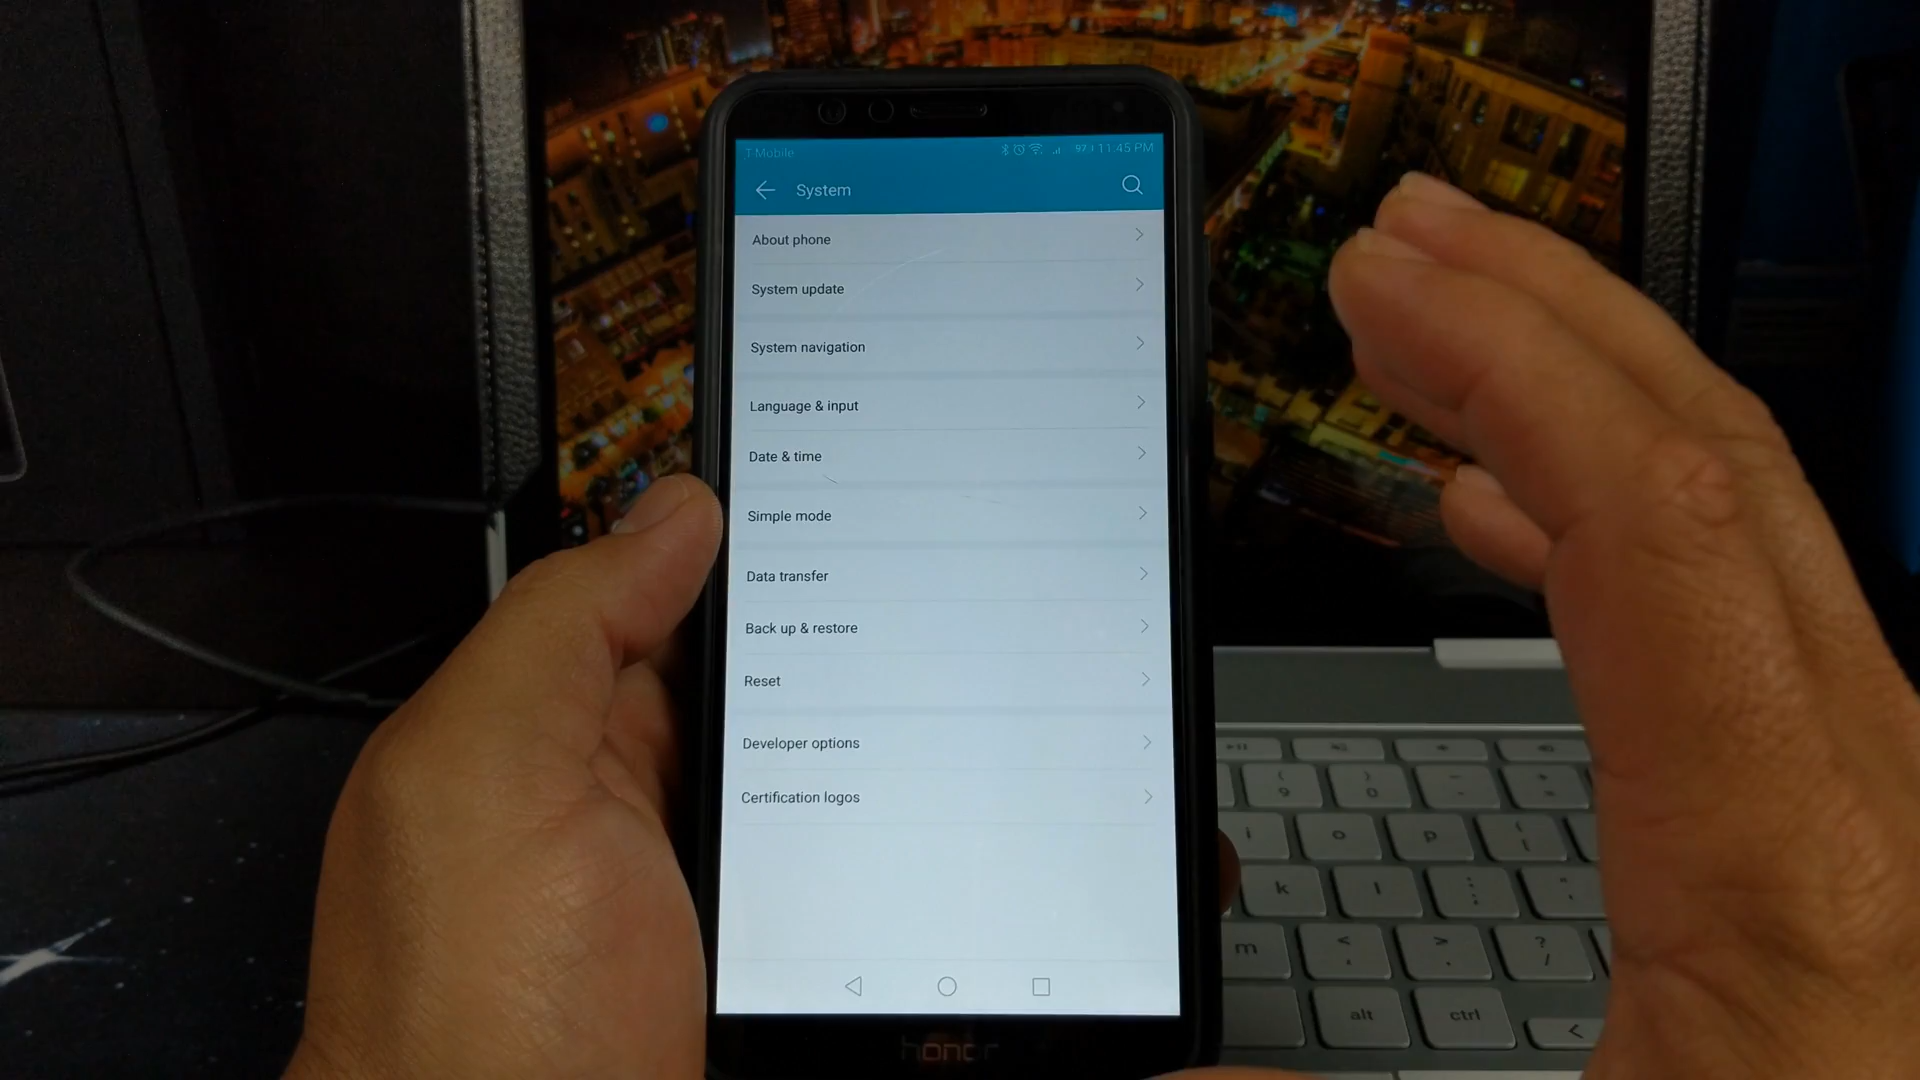 T-Mobile 97 11:45 PM
System
About phone
System update
System navigation
Language & input
Date & time
Simple mode
Data transfer
Back up & restore
Reset
Developer options
Certification logos
honor
( 9 ) 0 - =
i o p {
k l : ;
m < , > . ? /
alt ctrl <